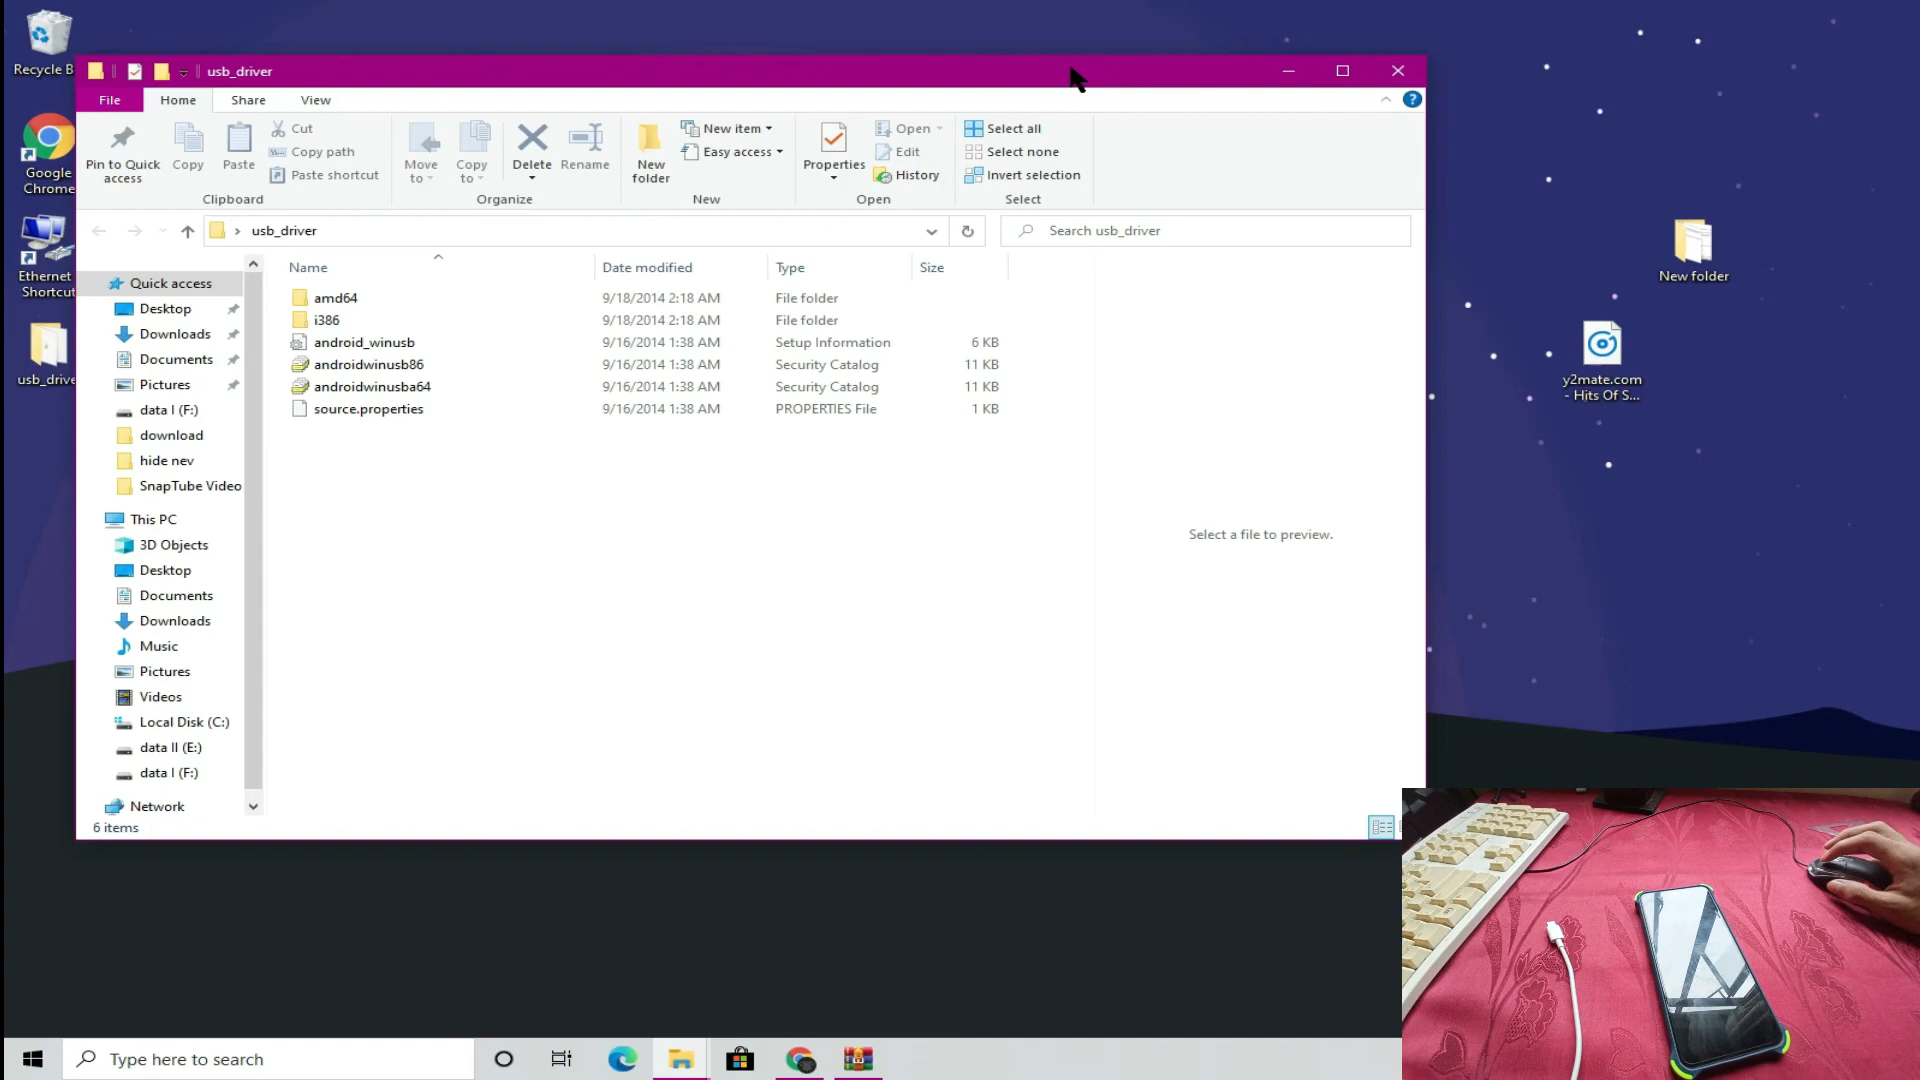 Recycle B
Google
Chrome
Ethernet
Shortcut
usb_drive
usb_driver
File
Home
Share
View
Pin to Quick
access
Copy
Paste
Cut
Copy path
Paste shortcut
Clipboard
Move
to
Copy
to
Delete
Rename
Organize
New
folder
New item
Easy access
New
Properties
Open
Edit
History
Open
Select all
Select none
Invert selection
Select
usb_driver
Search usb_driver
Quick access
Desktop
Downloads
Documents
Pictures
data I (F:)
download
hide nev
SnapTube Video
This PC
3D Objects
Desktop
Documents
Downloads
Music
Pictures
Videos
Local Disk (C:)
data II (E:)
data I (F:)
Network
Name Date modified Type Size
amd64 9/18/2014 2:18 AM File folder
i386 9/18/2014 2:18 AM File folder
android_winusb 9/16/2014 1:38 AM Setup Information 6 KB
androidwinusb86 9/16/2014 1:38 AM Security Catalog 11 KB
androidwinusba64 9/16/2014 1:38 AM Security Catalog 11 KB
source.properties 9/16/2014 1:38 AM PROPERTIES File 1 KB
Select a file to preview.
6 items
New folder
y2mate.com
- Hits Of S...
Type here to search